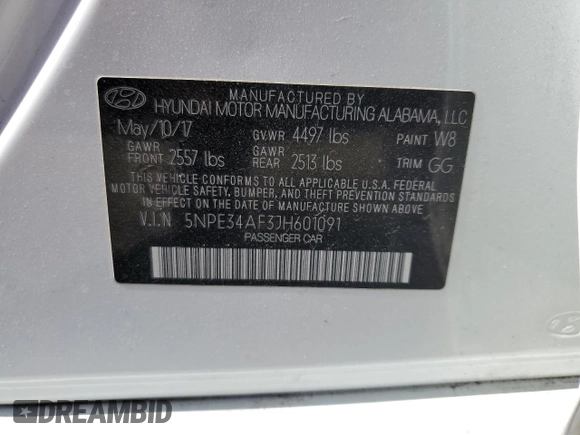 MANUFACTURED BY
HYUNDAI MOTOR MANUFACTURING ALABAMA, LLC
May/10/17 GVWR 4497 lbs PAINT W8
GAWR FRONT 2557 lbs GAWR REAR 2513 lbs TRIM GG
THIS VEHICLE CONFORMS TO ALL APPLICABLE U.S.A. FEDERAL
MOTOR VEHICLE SAFETY, BUMPER, AND THEFT PREVENTION STANDARDS
IN EFFECT ON THE DATE OF MANUFACTURE SHOWN ABOVE.
V.I.N 5NPE34AF3JH601091
PASSENGER CAR
DREAMBID